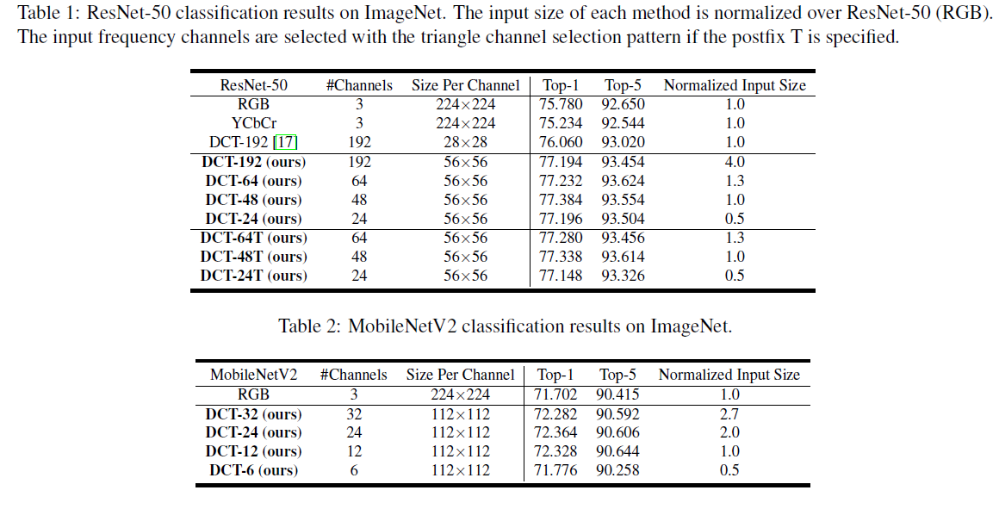 Table 1: ResNet-50 classification results on ImageNet. The input size of each method is normalized over ResNet-50 (RGB).
The input frequency channels are selected with the triangle channel selection pattern if the postfix T is specified.
ResNet-50 #Channels Size Per Channel Top-1 Top-5 Normalized Input Size
RGB 3 224×224 75.780 92.650 1.0
YCbCr 3 224×224 75.234 92.544 1.0
DCT-192 [17] 192 28×28 76.060 93.020 1.0
DCT-192 (ours) 192 56×56 77.194 93.454 4.0
DCT-64 (ours) 64 56×56 77.232 93.624 1.3
DCT-48 (ours) 48 56×56 77.384 93.554 1.0
DCT-24 (ours) 24 56×56 77.196 93.504 0.5
DCT-64T (ours) 64 56×56 77.280 93.456 1.3
DCT-48T (ours) 48 56×56 77.338 93.614 1.0
DCT-24T (ours) 24 56×56 77.148 93.326 0.5
Table 2: MobileNetV2 classification results on ImageNet.
MobileNetV2 #Channels Size Per Channel Top-1 Top-5 Normalized Input Size
RGB 3 224×224 71.702 90.415 1.0
DCT-32 (ours) 32 112×112 72.282 90.592 2.7
DCT-24 (ours) 24 112×112 72.364 90.606 2.0
DCT-12 (ours) 12 112×112 72.328 90.644 1.0
DCT-6 (ours) 6 112×112 71.776 90.258 0.5